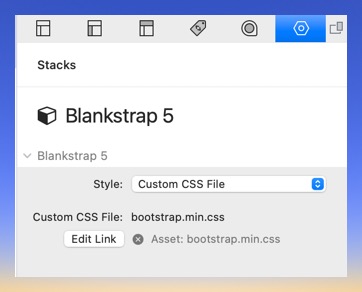 Stacks
Blankstrap 5
Blankstrap 5
Style: Custom CSS File
Custom CSS File: bootstrap.min.css
Edit Link Asset: bootstrap.min.css